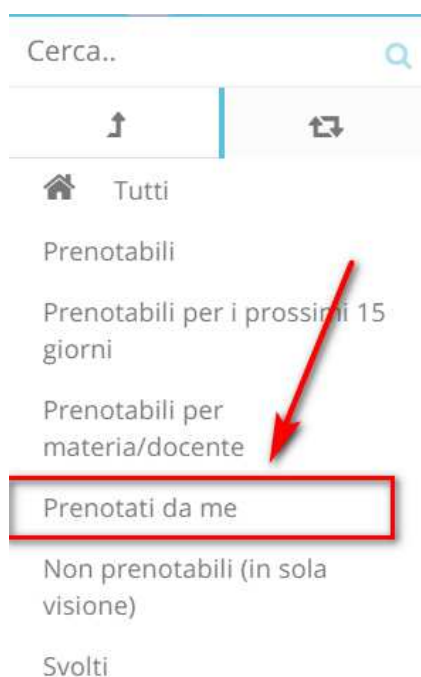 Cerca..
Tutti
Prenotabili
Prenotabili per i prossimi 15
giorni
Prenotabili per
materia/docente
Prenotati da me
Non prenotabili (in sola
visione)
Svolti